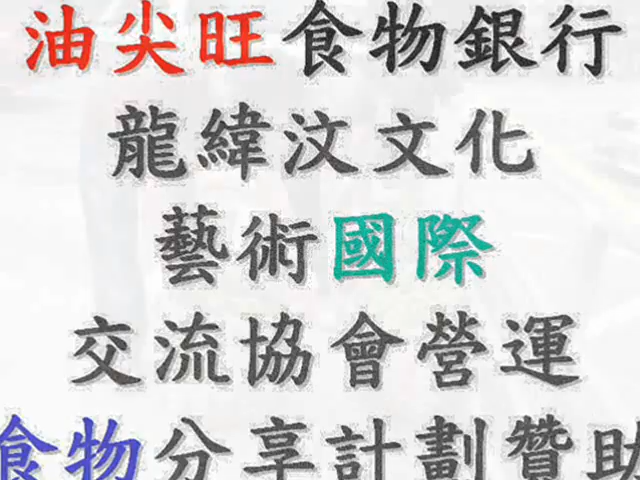 油尖旺食物銀行
龍緯汶文化
藝術國際
交流協會營運
食物分享計劃贊助